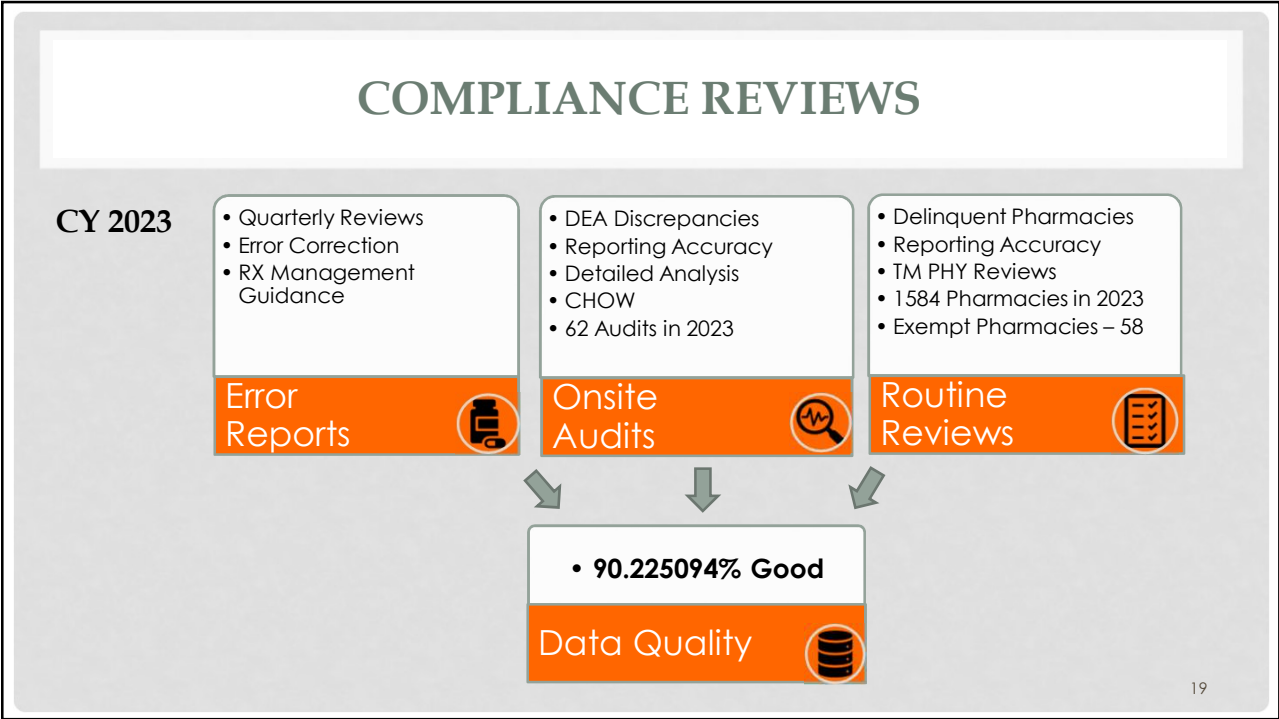 COMPLIANCE REVIEWS
CY 2023
• Quarterly Reviews
• Error Correction
• RX Management
Guidance
Error
Reports
• DEA Discrepancies
• Reporting Accuracy
• Detailed Analysis
• CHOW
• 62 Audits in 2023
Onsite
Audits
• Delinquent Pharmacies
• Reporting Accuracy
• TM PHY Reviews
• 1584 Pharmacies in 2023
• Exempt Pharmacies – 58
Routine
Reviews
• 90.225094% Good
Data Quality
19